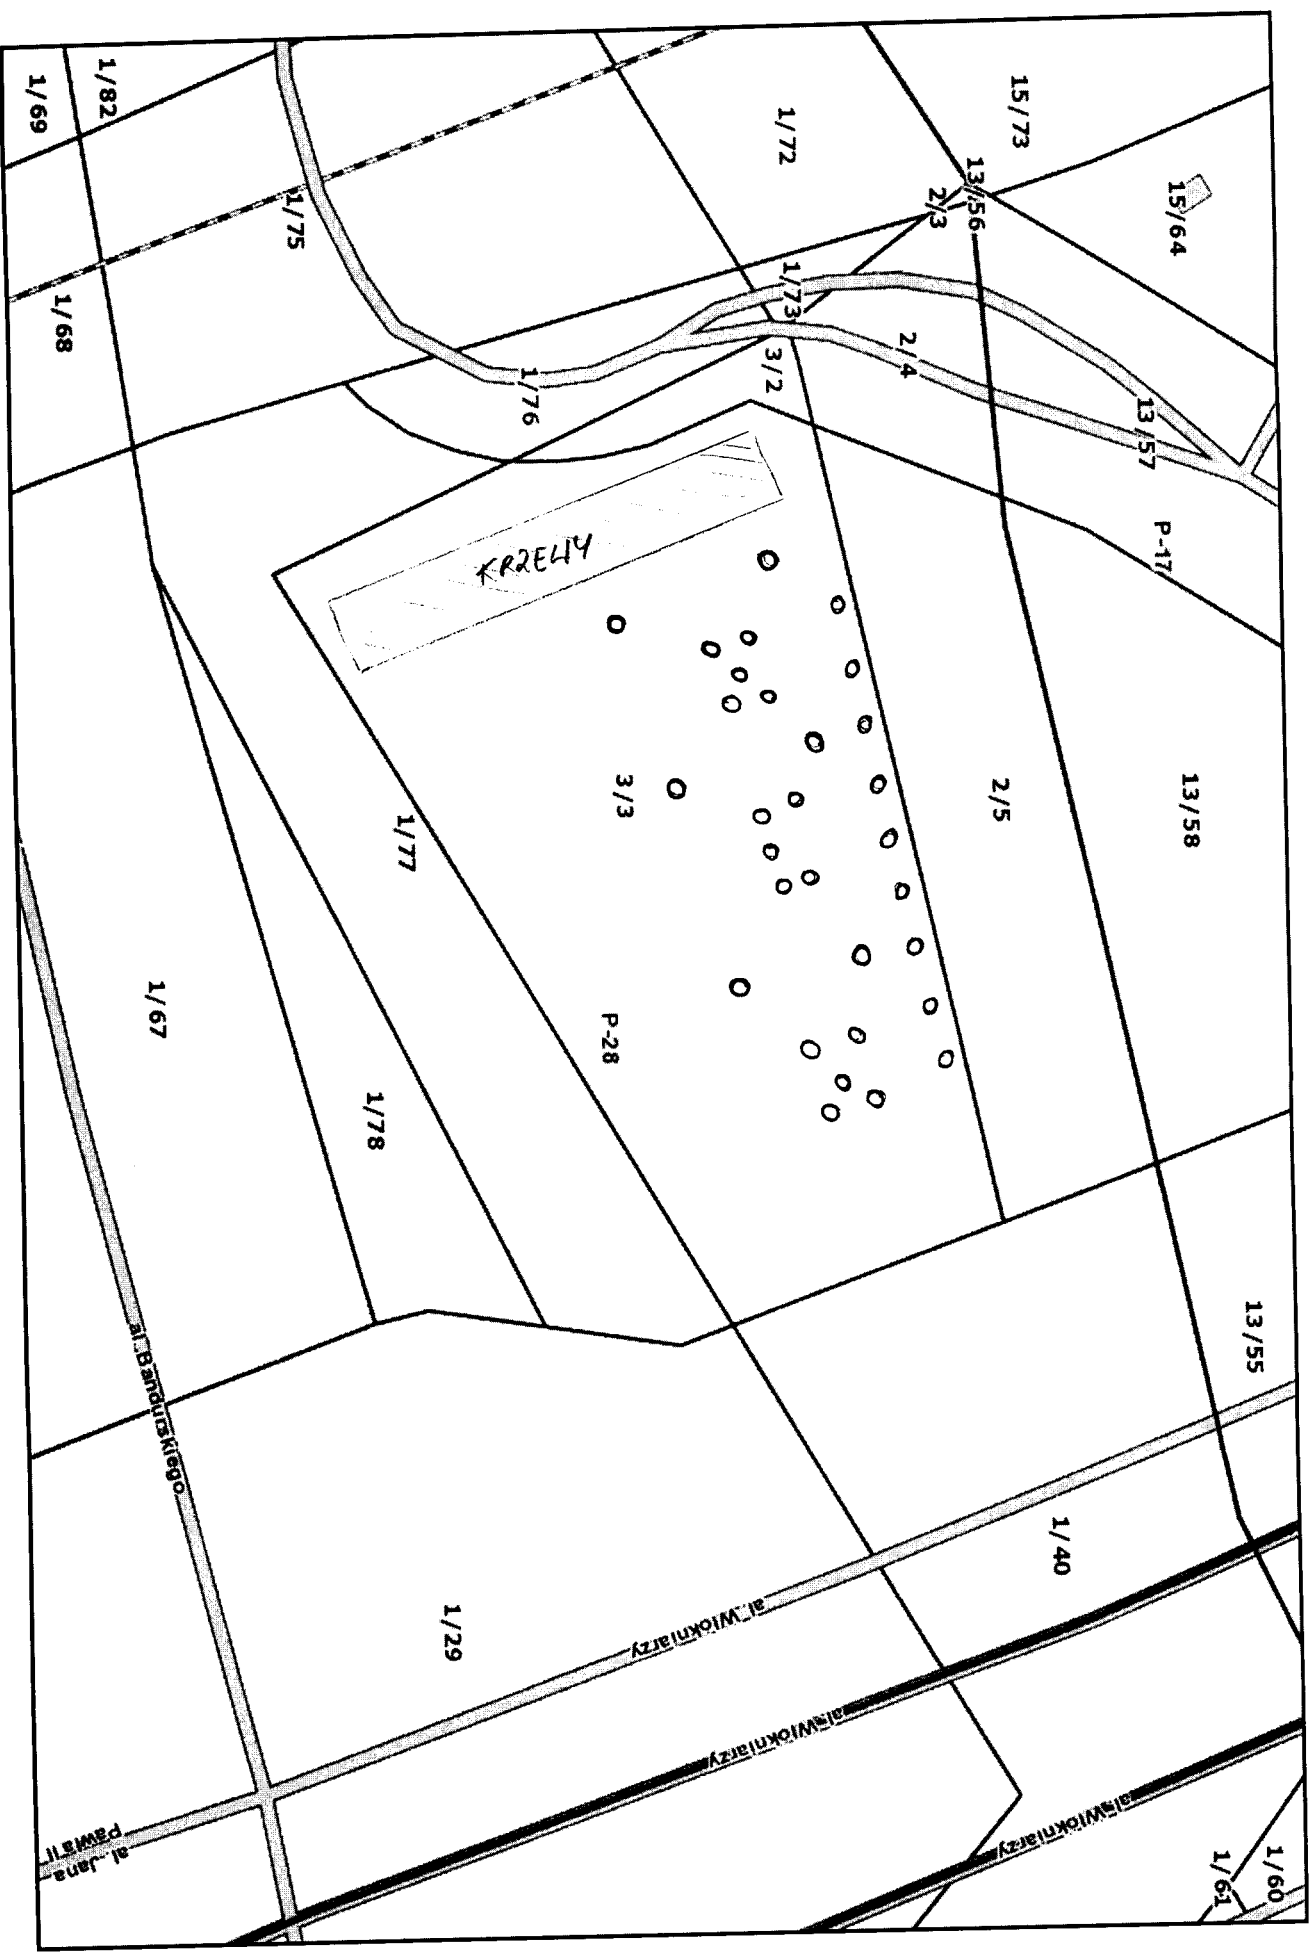 1/69
1/82
1/72
15/73
15/64
13/56
2/3
1/75
1/68
1/73
3/2
2/4
1/76
13/57
P-17
KRZEWY
3/3
2/5
13/58
1/77
1/67
P-28
1/78
13/55
al. Bandurskiego
1/40
1/29
al. Włókniarzy
al. Włókniarzy
al. Włókniarzy
al. Jana
Pawła II
1/61
1/60